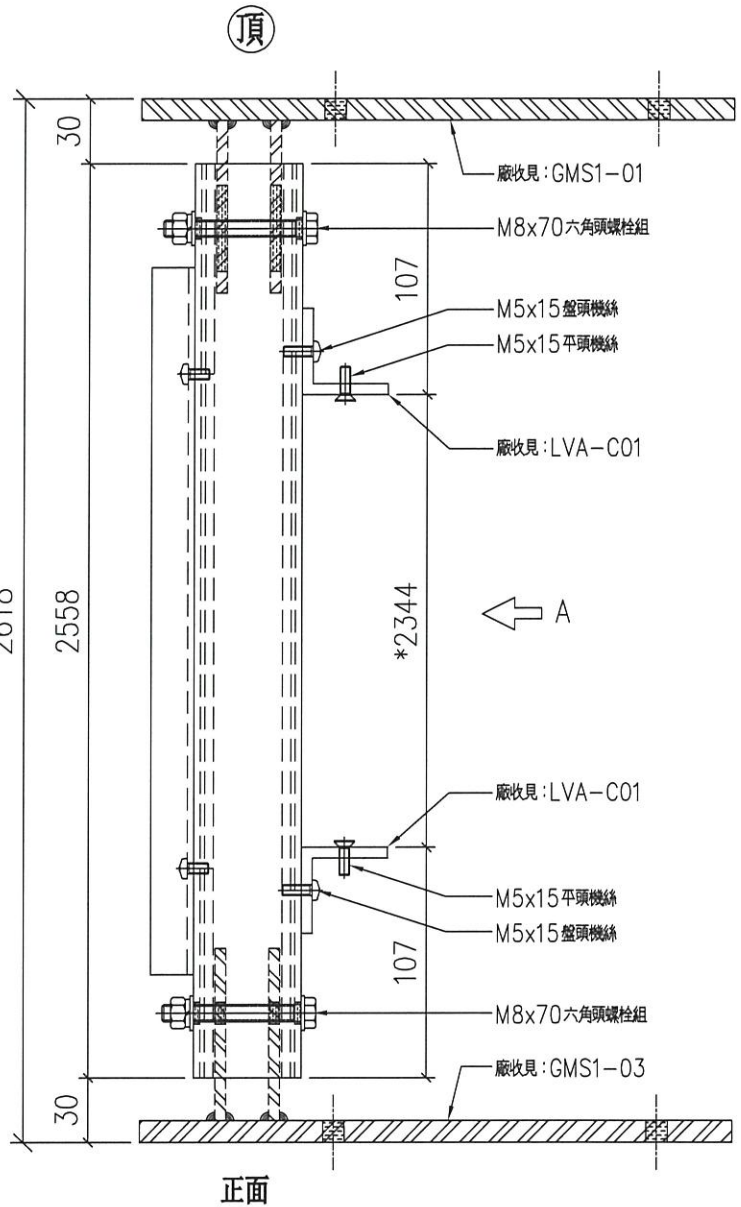 頂
30
廠收見:GMS1-01
M8x70六角頭螺栓組
107
M5x15盤頭機絲
M5x15平頭機絲
廠收見:LVA-C01
2618
2558
*2344
A
廠收見:LVA-C01
M5x15平頭機絲
M5x15盤頭機絲
107
M8x70六角頭螺栓組
廠收見:GMS1-03
30
正面